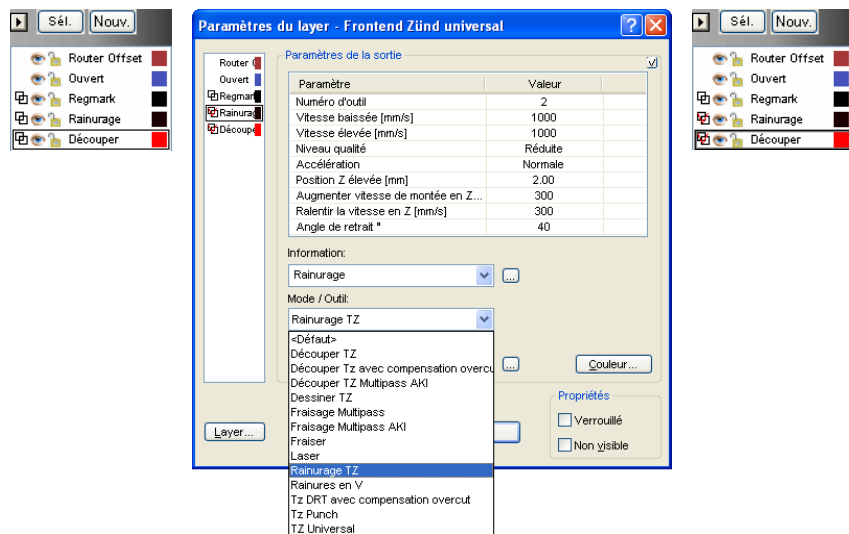 Sél. Nouv.
Router Offset
Ouvert
Regmark
Rainurage
Découper
Paramètres du layer - Frontend Zünd universal
Router
Ouvert
Regmar
Rainurag
Découpe
Paramètres de la sortie
Paramètre Valeur
Numéro d'outil 2
Vitesse baissée [mm/s] 1000
Vitesse élevée [mm/s] 1000
Niveau qualité Réduite
Accélération Normale
Position Z élevée [mm] 2.00
Augmenter vitesse de montée en Z... 300
Ralentir la vitesse en Z [mm/s] 300
Angle de retrait ° 40
Information:
Rainurage ...
Mode / Outil:
Rainurage TZ
<Défaut>
Découper TZ
Découper Tz avec compensation overcu
Découper TZ Multipass AKI
Dessiner TZ
Fraisage Multipass
Fraisage Multipass AKI
Fraiser
Laser
Rainurage TZ
Rainures en V
Tz DRT avec compensation overcut
Tz Punch
TZ Universal
...
Couleur...
Propriétés
Verrouillé
Non visible
Layer...
Sél. Nouv.
Router Offset
Ouvert
Regmark
Rainurage
Découper